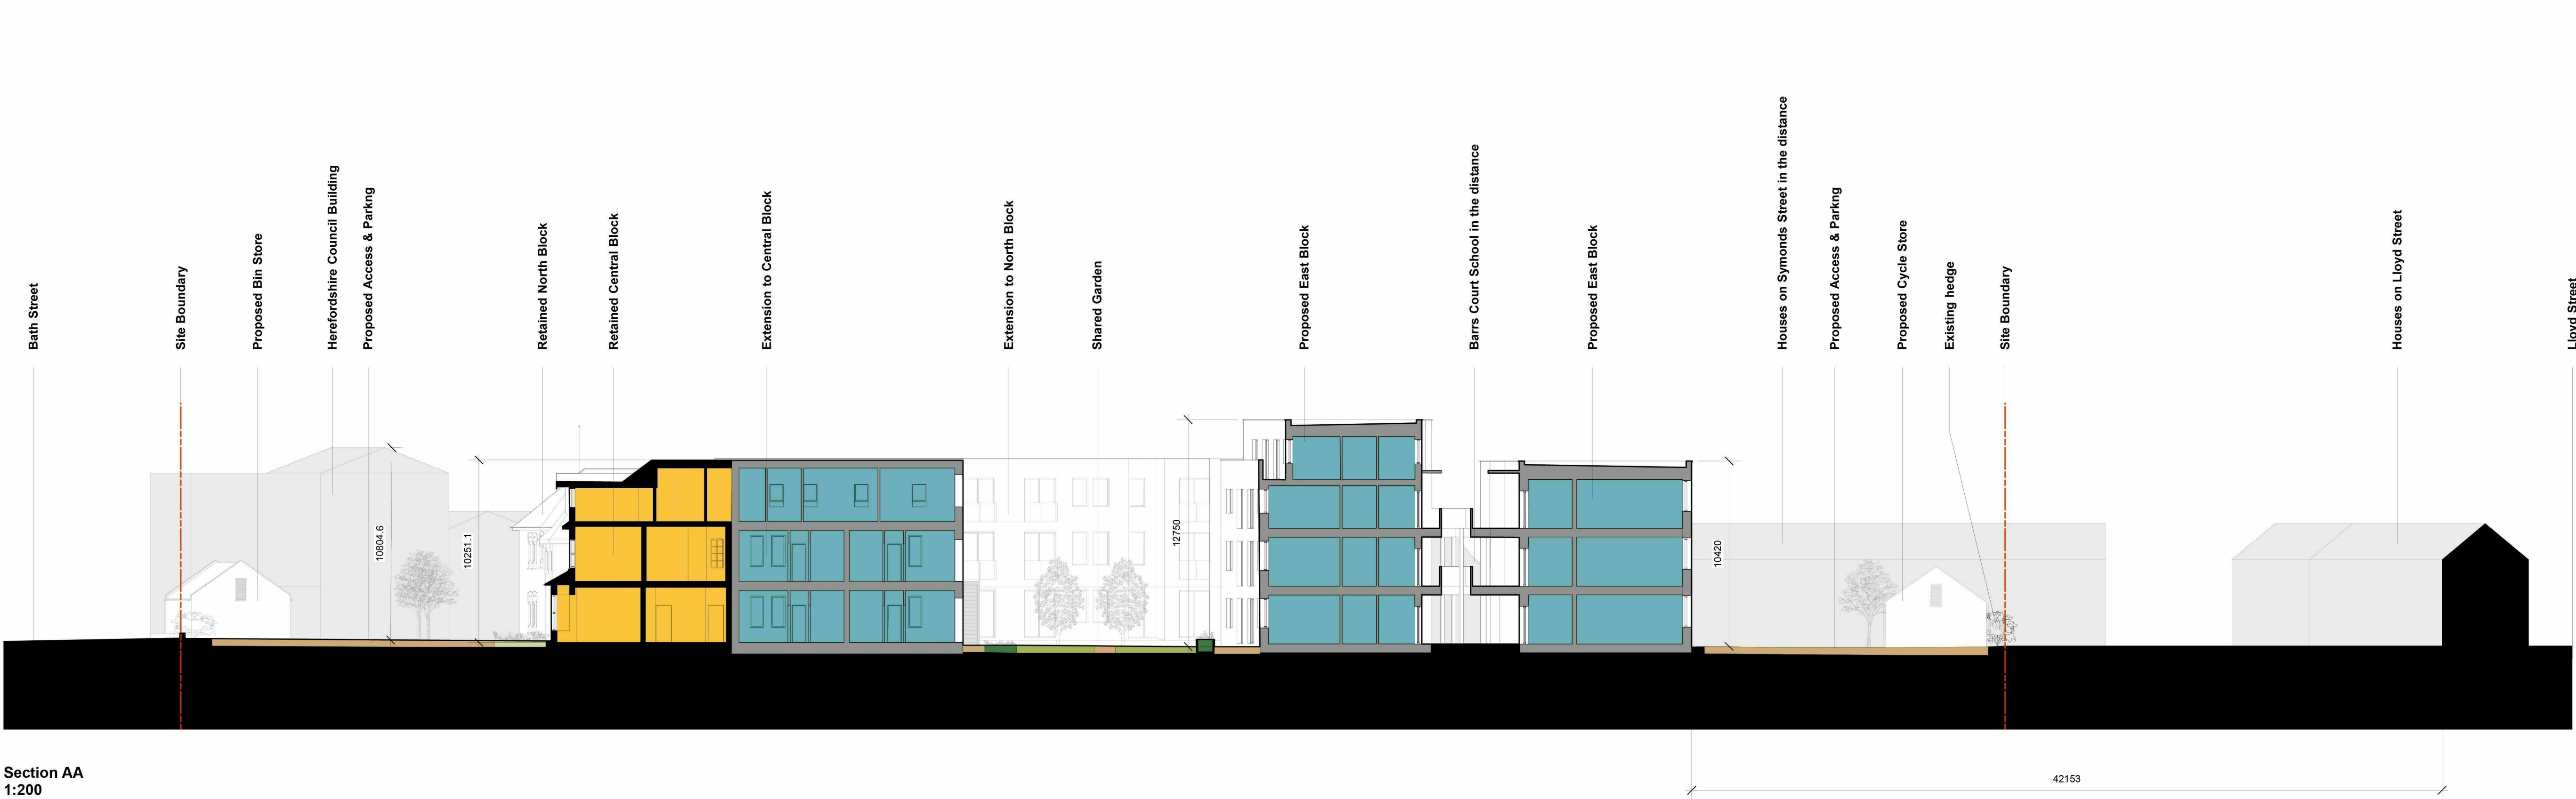 Bath Street
Site Boundary
Proposed Bin Store
Herefordshire Council Building
Proposed Access & Parkng
Retained North Block
Retained Central Block
Extension to Central Block
Extension to North Block
Shared Garden
Proposed East Block
Barrs Court School in the distance
Proposed East Block
Houses on Symonds Street in the distance
Proposed Access & Parkng
Proposed Cycle Store
Existing hedge
Site Boundary
Houses on Lloyd Street
Lloyd Street
10804.6
10251.1
12750
10420
42153
Section AA
1:200